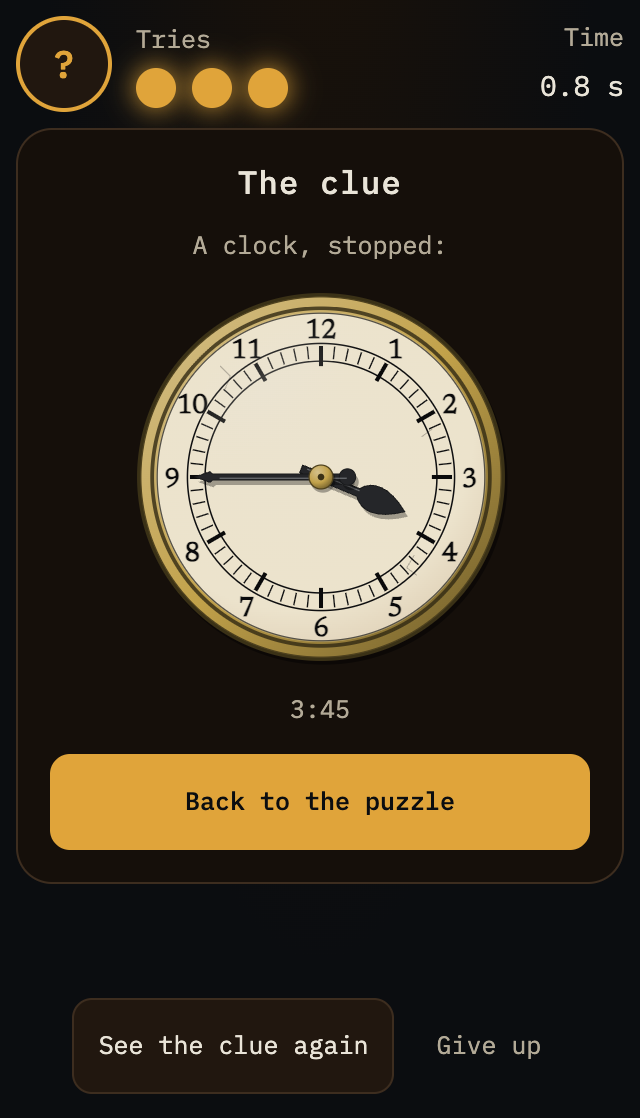 ?
Tries
Time
0.8 s
The clue
A clock, stopped:
12
11
1
10
2
9
3
8
4
7
5
6
3:45
Back to the puzzle
See the clue again
Give up